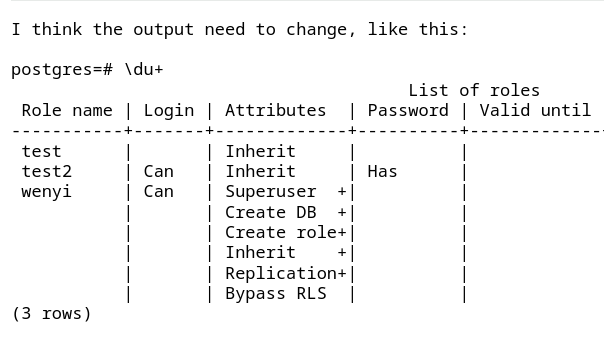 I think the output need to change, like this:
postgres=# \du+
                                        List of roles
 Role name | Login | Attributes  | Password | Valid until
-----------+-------+-------------+----------+-------------
 test      |       | Inherit     |          |
 test2     | Can   | Inherit     | Has      |
 wenyi     | Can   | Superuser  +|          |
           |       | Create DB  +|          |
           |       | Create role+|          |
           |       | Inherit    +|          |
           |       | Replication+|          |
           |       | Bypass RLS  |          |
(3 rows)